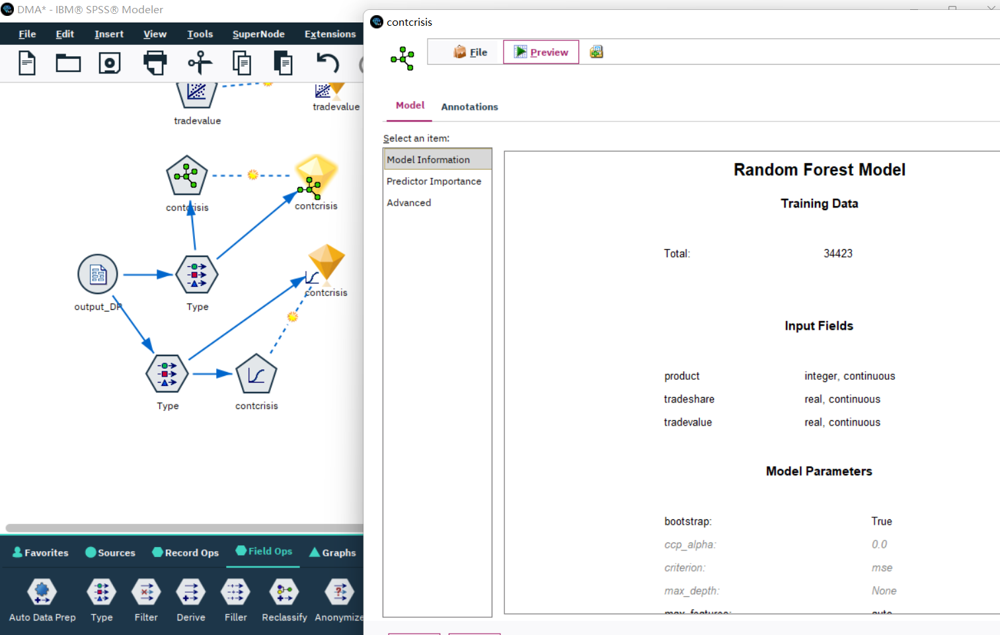 DMA* - IBM® SPSS® Modeler
File Edit Insert View Tools SuperNode Extensions
tradevalue
tradevalue
contcrisis
contcrisis
output_DP
Type
contcrisis
Type
contcrisis
Favorites Sources Record Ops Field Ops Graphs
Auto Data Prep Type Filter Derive Filler Reclassify Anonymize
contcrisis
File Preview
Model Annotations
Select an item:
Model Information
Predictor Importance
Advanced
Random Forest Model
Training Data
Total: 34423
Input Fields
product integer, continuous
tradeshare real, continuous
tradevalue real, continuous
Model Parameters
bootstrap: True
ccp_alpha: 0.0
criterion: mse
max_depth: None
max_features: auto